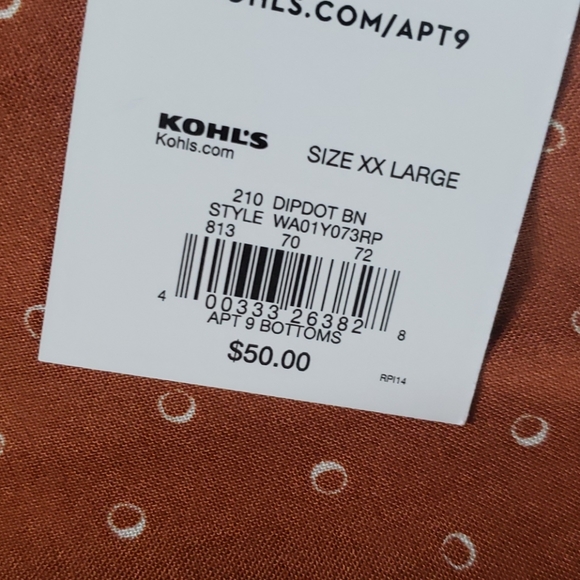 KOHLS.COM/APT9
KOHL'S
Kohls.com
SIZE XX LARGE
210 DIPDOT BN
STYLE WA01Y073RP
813 70 72
4 00333 26382 8
APT 9 BOTTOMS
$50.00
RPI14